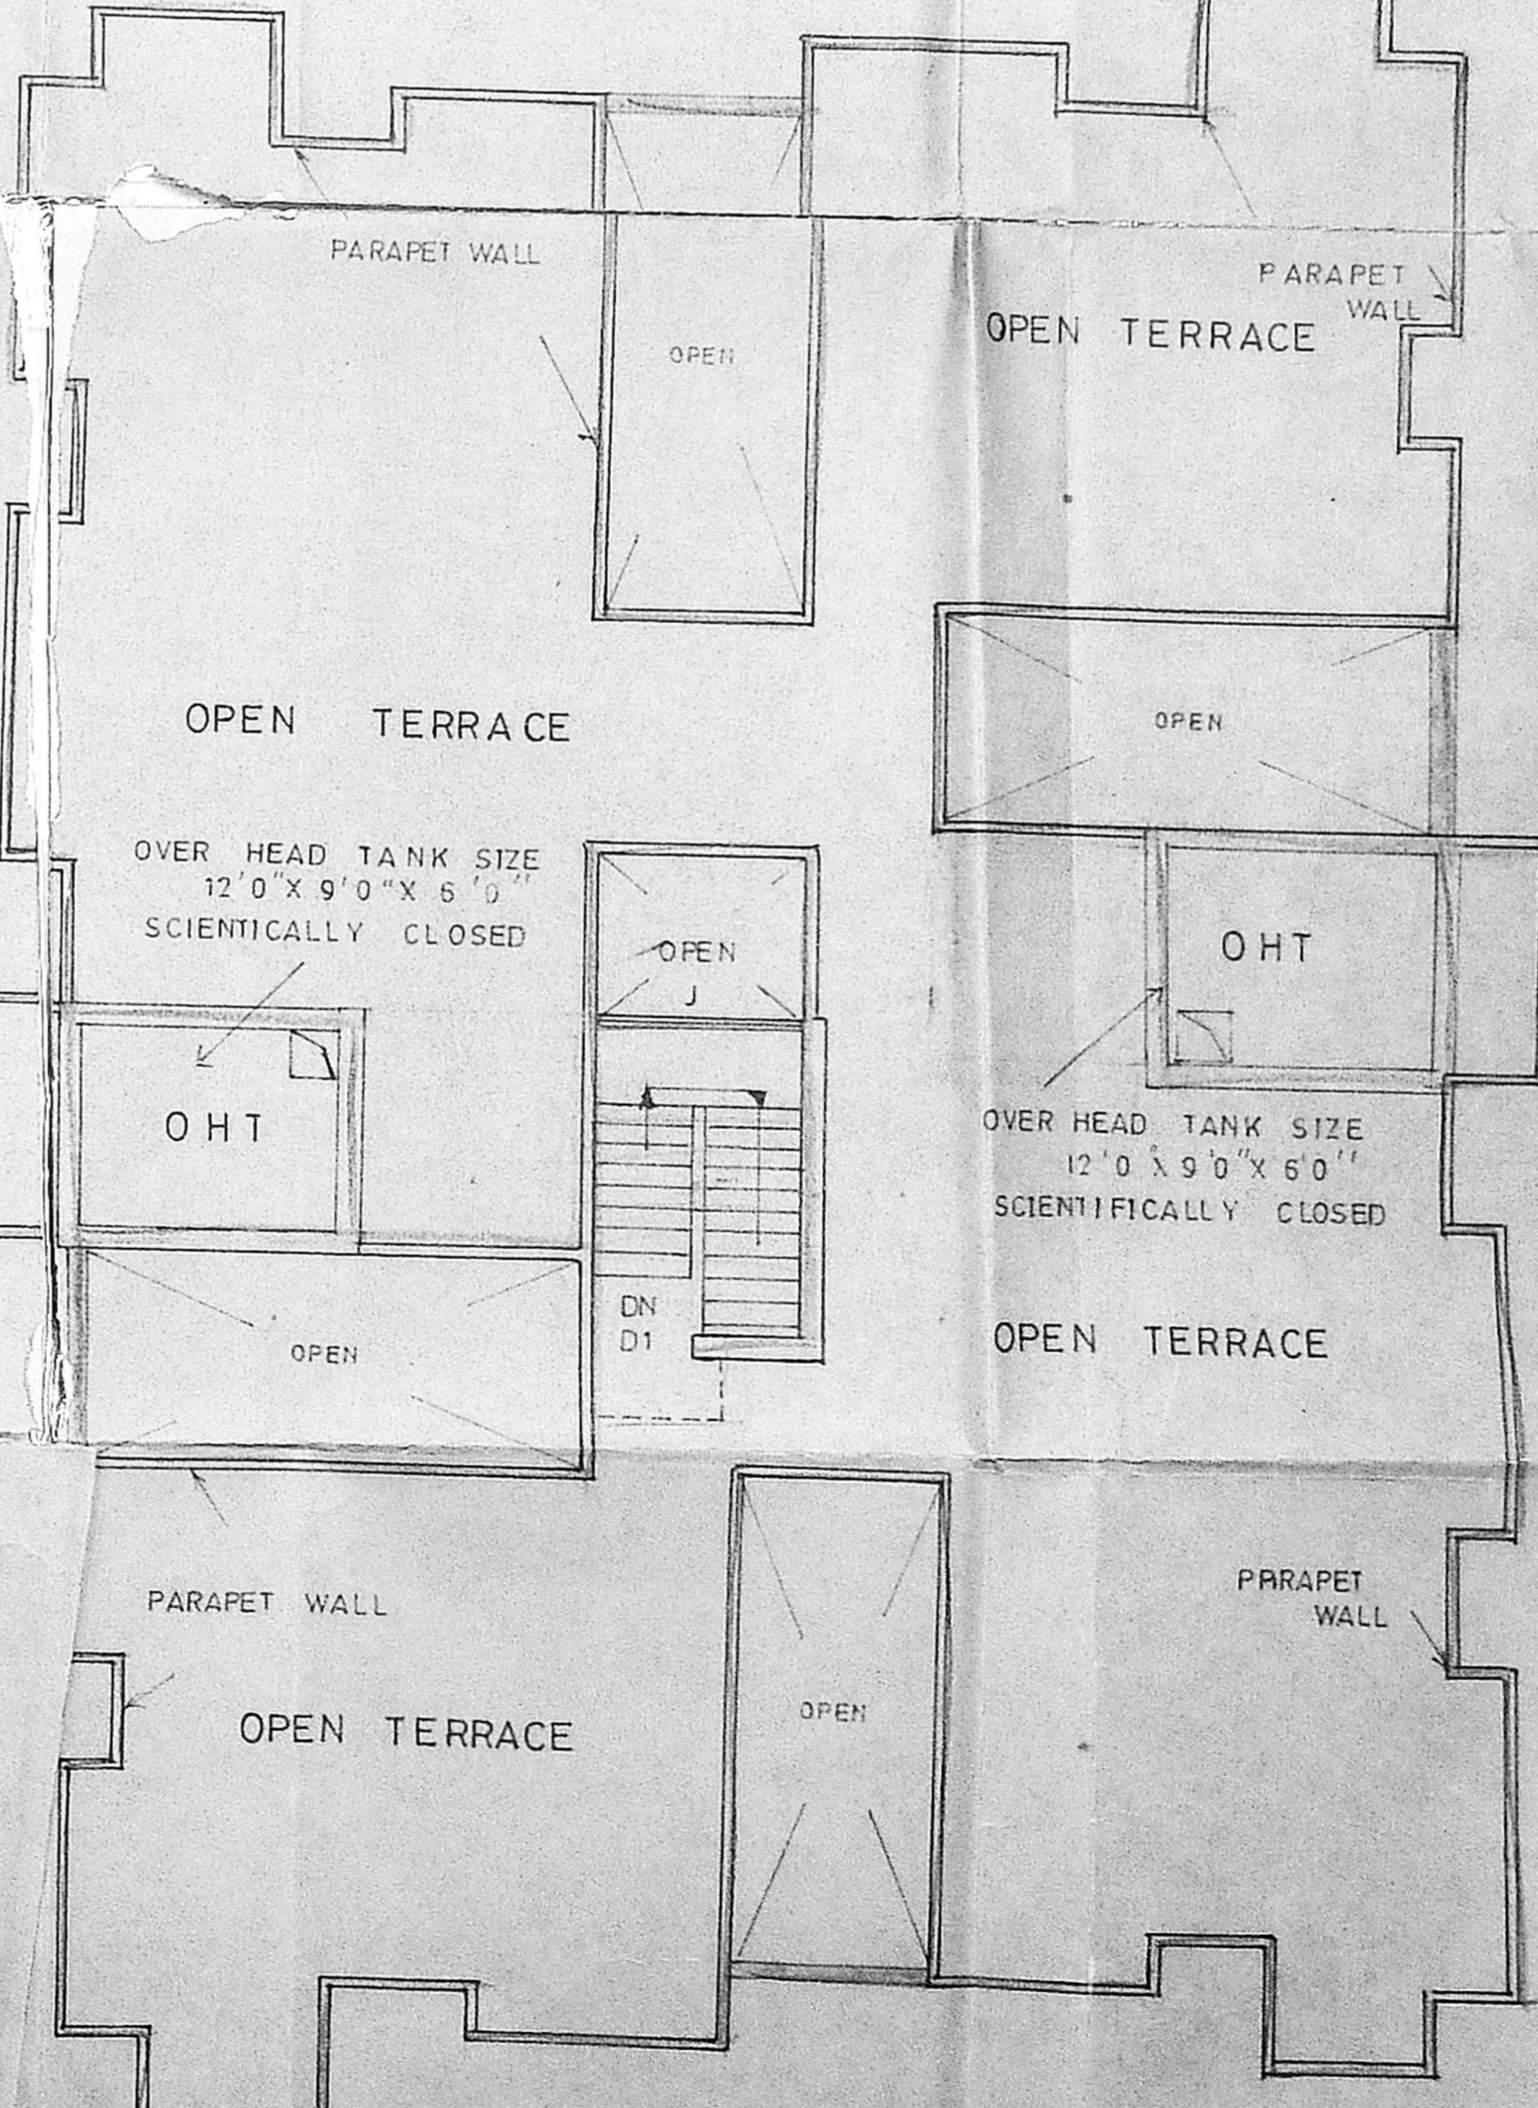 PARAPET WALL
PARAPET
WALL
OPEN TERRACE
OPEN
OPEN TERRACE
OPEN
OVER HEAD TANK SIZE
12'0"X 9'0"X 6'0"
SCIENTICALLY CLOSED
OPEN
J
OHT
OHT
OVER HEAD TANK SIZE
12'0 X 9'0"X 6'0"
SCIENTIFICALLY CLOSED
DN
D1
OPEN
OPEN TERRACE
PARAPET WALL
PARAPET
WALL
OPEN TERRACE
OPEN